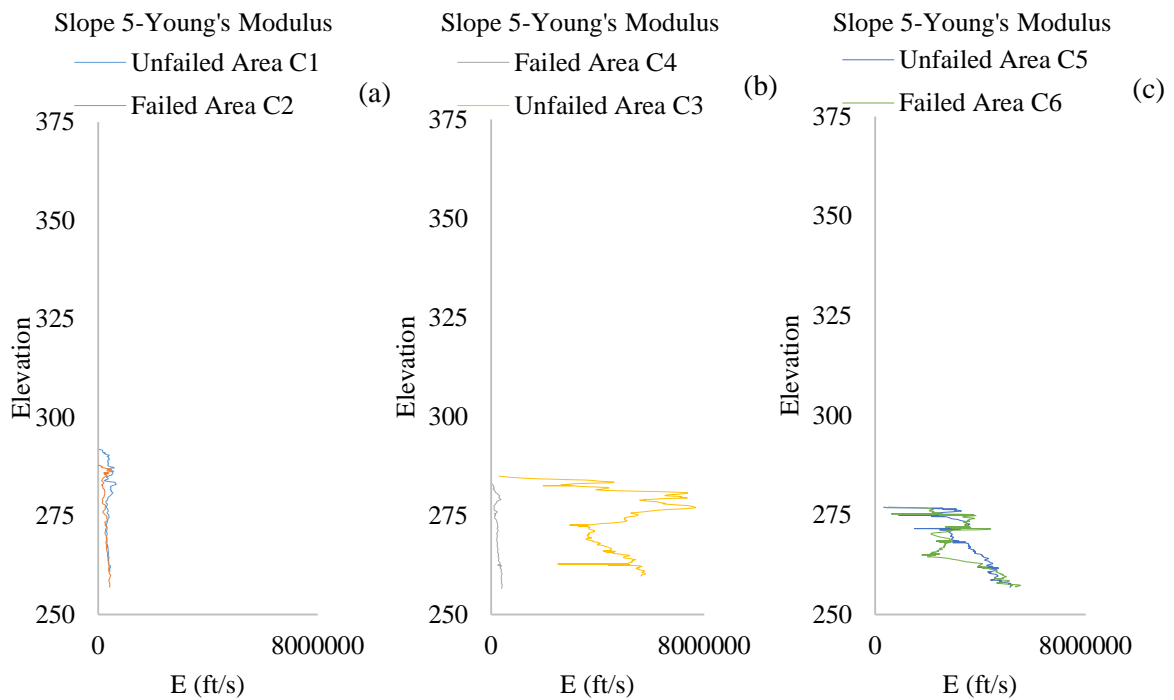 Slope 5-Young's Modulus
Unfailed Area C1
Failed Area C2
(a)
375
350
325
300
275
250
Elevation
0
8000000
E (ft/s)
Slope 5-Young's Modulus
Failed Area C4
Unfailed Area C3
(b)
375
350
325
300
275
250
Elevation
0
8000000
E (ft/s)
Slope 5-Young's Modulus
Unfailed Area C5
Failed Area C6
(c)
375
350
325
300
275
250
Elevation
0
8000000
E (ft/s)